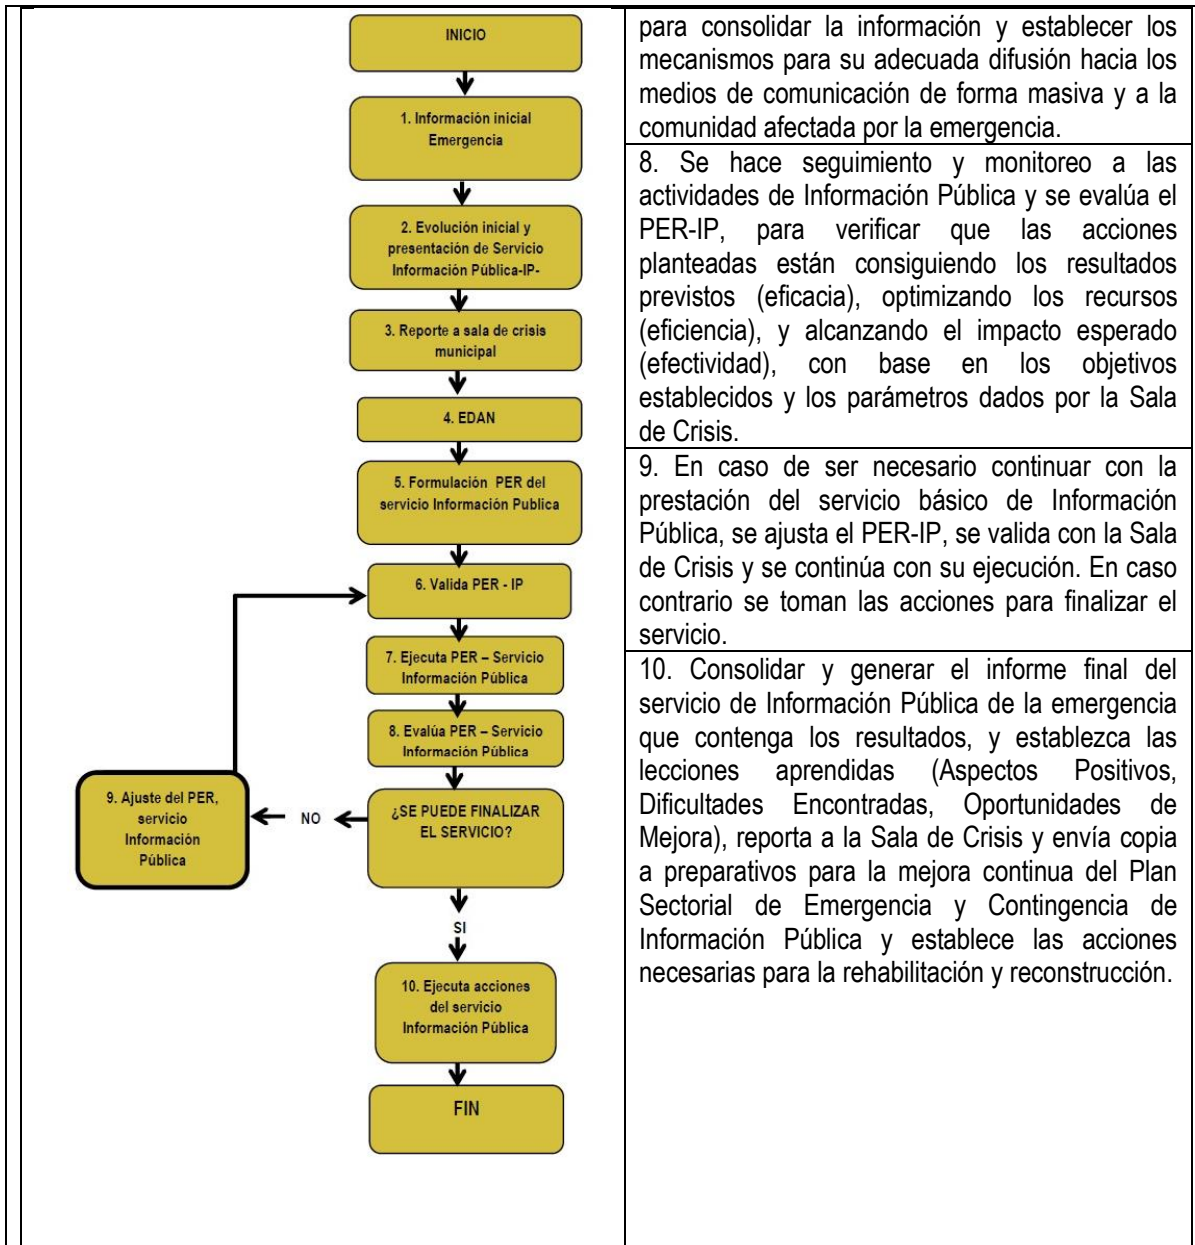 INICIO
1. Información inicial
Emergencia
2. Evolución inicial y
presentación de Servicio
Información Pública-IP-
3. Reporte a sala de crisis
municipal
4. EDAN
5. Formulación PER del
servicio Información Publica
6. Valida PER - IP
7. Ejecuta PER – Servicio
Información Pública
8. Evalúa PER – Servicio
Información Pública
¿SE PUEDE FINALIZAR
EL SERVICIO?
NO
9. Ajuste del PER,
servicio
Información
Pública
SI
10. Ejecuta acciones
del servicio
Información Pública
FIN
para consolidar la información y establecer los
mecanismos para su adecuada difusión hacia los
medios de comunicación de forma masiva y a la
comunidad afectada por la emergencia.
8. Se hace seguimiento y monitoreo a las
actividades de Información Pública y se evalúa el
PER-IP, para verificar que las acciones
planteadas están consiguiendo los resultados
previstos (eficacia), optimizando los recursos
(eficiencia), y alcanzando el impacto esperado
(efectividad), con base en los objetivos
establecidos y los parámetros dados por la Sala
de Crisis.
9. En caso de ser necesario continuar con la
prestación del servicio básico de Información
Pública, se ajusta el PER-IP, se valida con la Sala
de Crisis y se continúa con su ejecución. En caso
contrario se toman las acciones para finalizar el
servicio.
10. Consolidar y generar el informe final del
servicio de Información Pública de la emergencia
que contenga los resultados, y establezca las
lecciones aprendidas (Aspectos Positivos,
Dificultades Encontradas, Oportunidades de
Mejora), reporta a la Sala de Crisis y envía copia
a preparativos para la mejora continua del Plan
Sectorial de Emergencia y Contingencia de
Información Pública y establece las acciones
necesarias para la rehabilitación y reconstrucción.